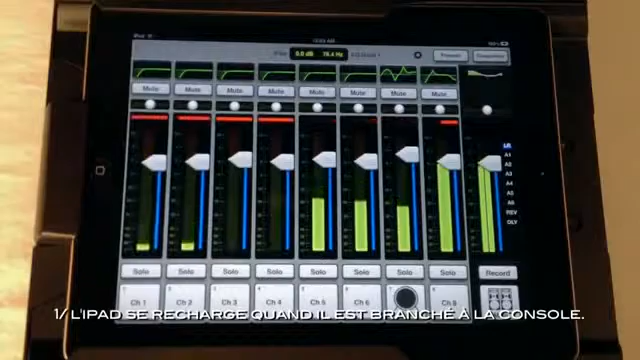 Mute Mute Mute Mute Mute Mute Mute Mute
LR
A1
A2
A3
A4
A5
A6
REV
DLY
Solo Solo Solo Solo Solo Solo Solo Solo Record
Ch 1 Ch 2 Ch 3 Ch 4 Ch 5 Ch 6 Ch 8
1/ L'IPAD SE RECHARGE QUAND IL EST BRANCHÉ À LA CONSOLE.